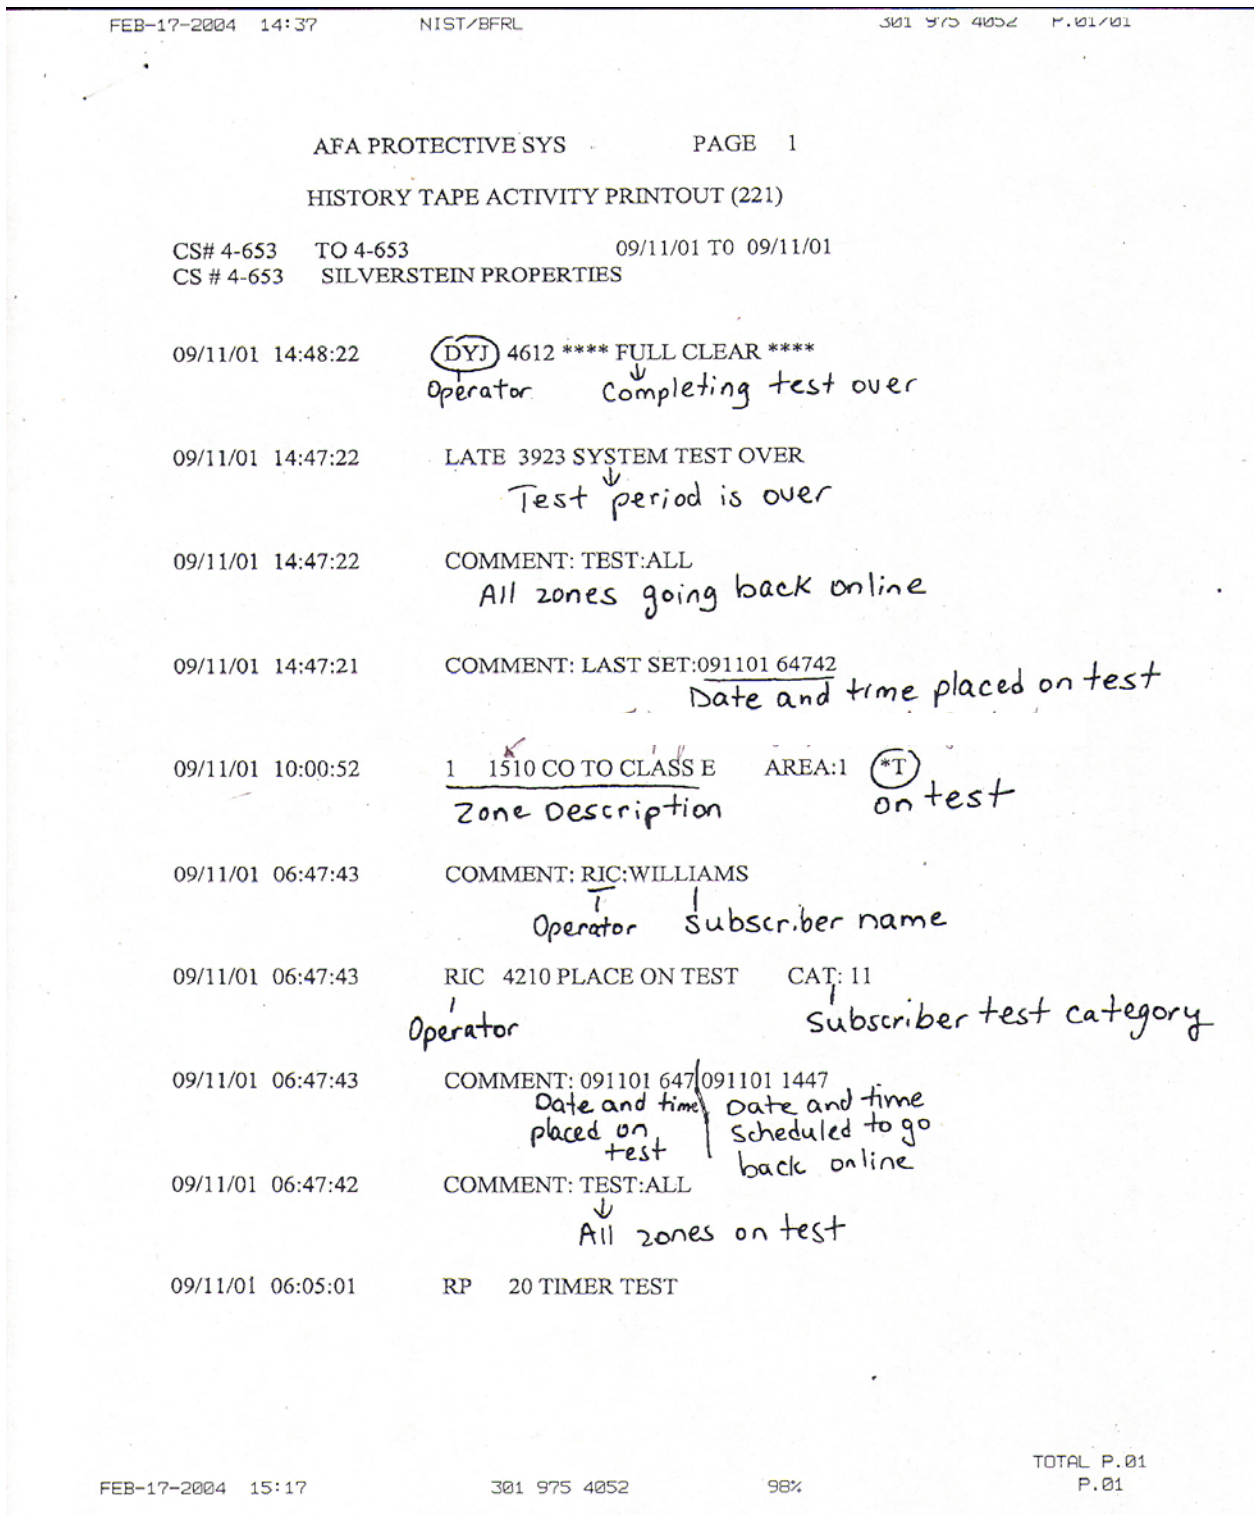 FEB-17-2004 14:37 NIST/BFRL 301 975 4052 P.01/01
AFA PROTECTIVE SYS PAGE 1
HISTORY TAPE ACTIVITY PRINTOUT (221)
CS# 4-653 TO 4-653 09/11/01 TO 09/11/01
CS # 4-653 SILVERSTEIN PROPERTIES
09/11/01 14:48:22 DYJ 4612 **** FULL CLEAR ****
Operator Completing test over
09/11/01 14:47:22 LATE 3923 SYSTEM TEST OVER
Test period is over
09/11/01 14:47:22 COMMENT: TEST:ALL
All zones going back online
09/11/01 14:47:21 COMMENT: LAST SET:091101 64742
Date and time placed on test
09/11/01 10:00:52 1 1510 CO TO CLASS E AREA:1 *T
Zone Description on test
09/11/01 06:47:43 COMMENT: RIC:WILLIAMS
Operator Subscriber name
09/11/01 06:47:43 RIC 4210 PLACE ON TEST CAT: 11
Operator Subscriber test category
09/11/01 06:47:43 COMMENT: 091101 647 091101 1447
Date and time Date and time
placed on scheduled to go
test back online
09/11/01 06:47:42 COMMENT: TEST:ALL
All zones on test
09/11/01 06:05:01 RP 20 TIMER TEST
TOTAL P.01
FEB-17-2004 15:17 301 975 4052 98% P.01